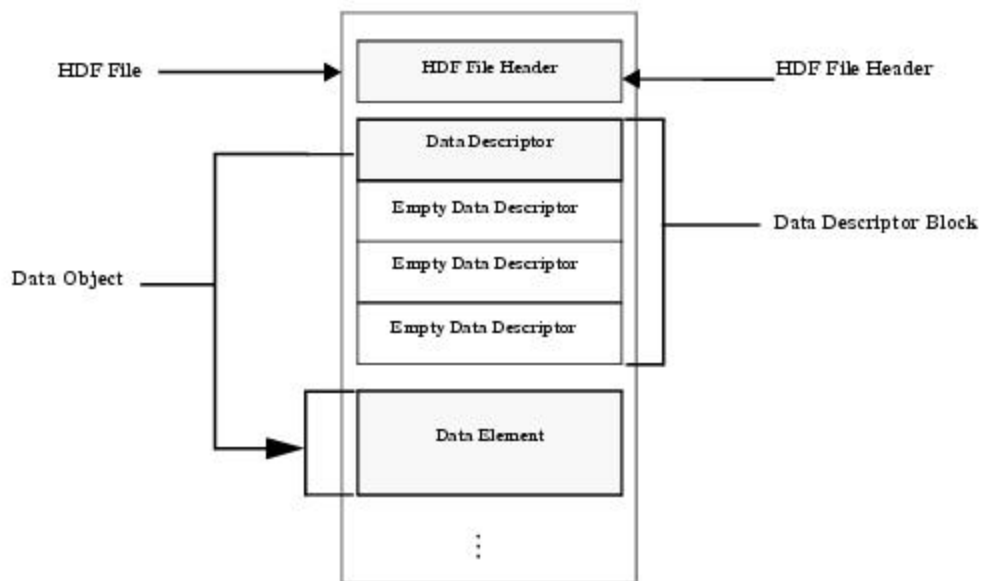 HDF File Header
HDF File
HDF File Header
Data Descriptor
Empty Data Descriptor
Data Descriptor Block
Empty Data Descriptor
Data Object
Empty Data Descriptor
Data Element
⋮